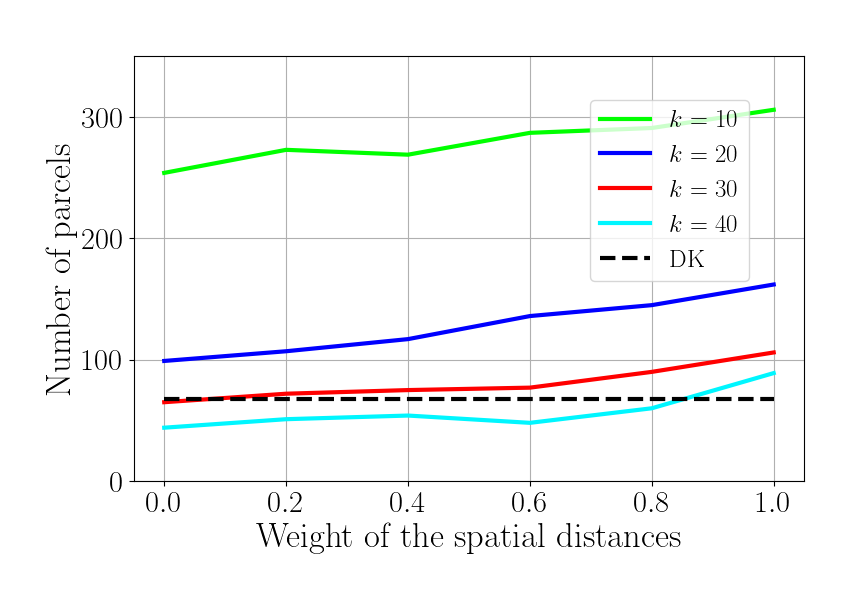 300
200
100
0
Number of parcels
k = 10
k = 20
k = 30
k = 40
DK
0.0 0.2 0.4 0.6 0.8 1.0
Weight of the spatial distances